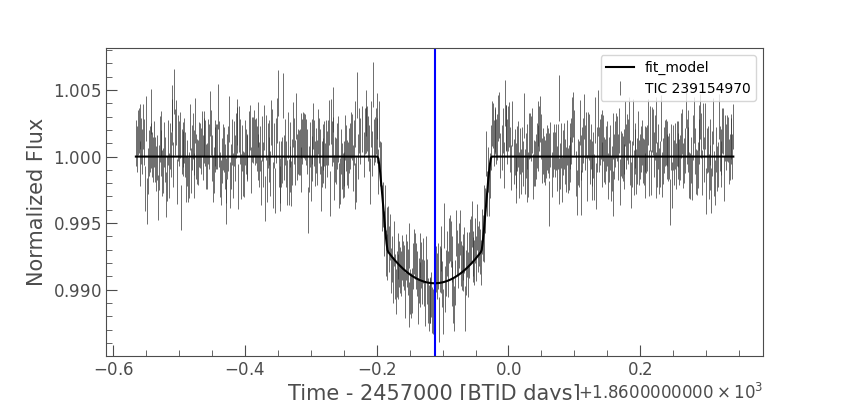 fit_model
TIC 239154970
Normalized Flux
1.005
1.000
0.995
0.990
−0.6
−0.4
−0.2
0.0
0.2
Time - 2457000 [BTJD days]
+1.8600000000 × 10³